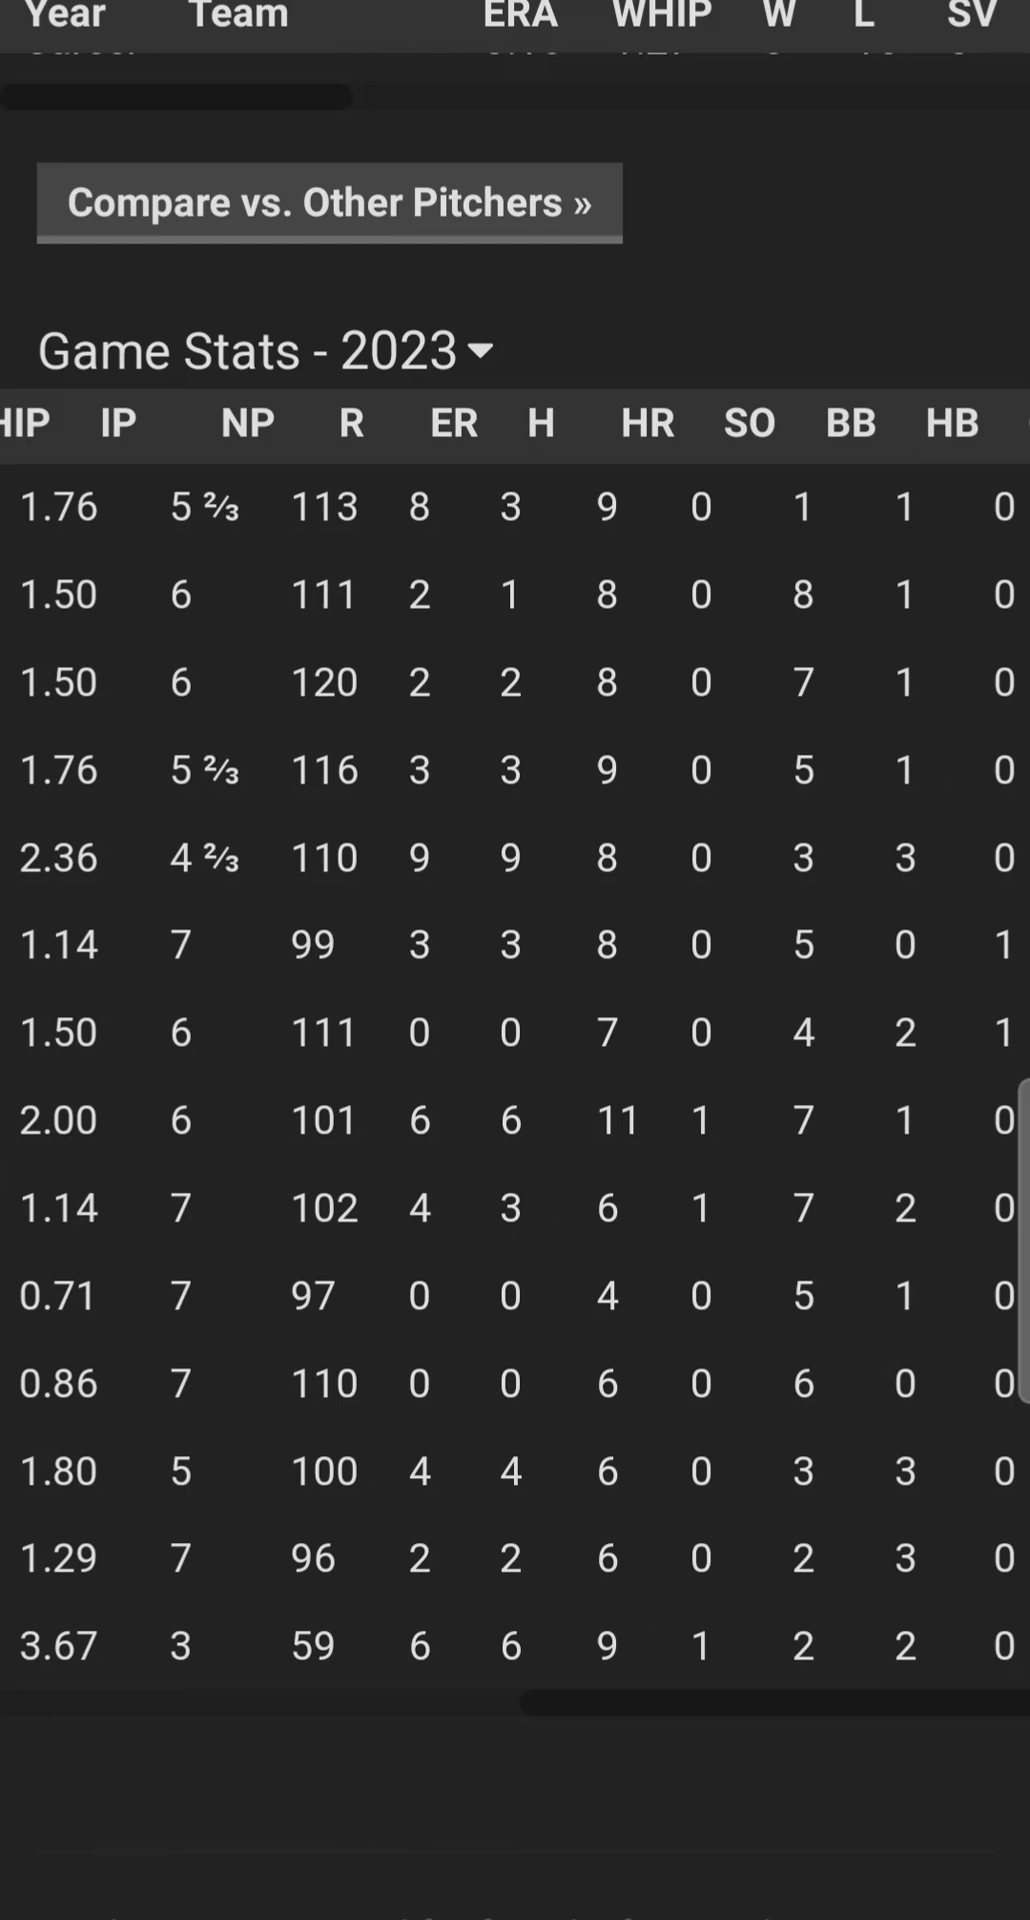 Year Team ERA WHIP W L SV
Compare vs. Other Pitchers »
Game Stats - 2023
HIP IP NP R ER H HR SO BB HB
1.76 5 ⅔ 113 8 3 9 0 1 1 0
1.50 6 111 2 1 8 0 8 1 0
1.50 6 120 2 2 8 0 7 1 0
1.76 5 ⅔ 116 3 3 9 0 5 1 0
2.36 4 ⅔ 110 9 9 8 0 3 3 0
1.14 7 99 3 3 8 0 5 0 1
1.50 6 111 0 0 7 0 4 2 1
2.00 6 101 6 6 11 1 7 1 0
1.14 7 102 4 3 6 1 7 2 0
0.71 7 97 0 0 4 0 5 1 0
0.86 7 110 0 0 6 0 6 0 0
1.80 5 100 4 4 6 0 3 3 0
1.29 7 96 2 2 6 0 2 3 0
3.67 3 59 6 6 9 1 2 2 0